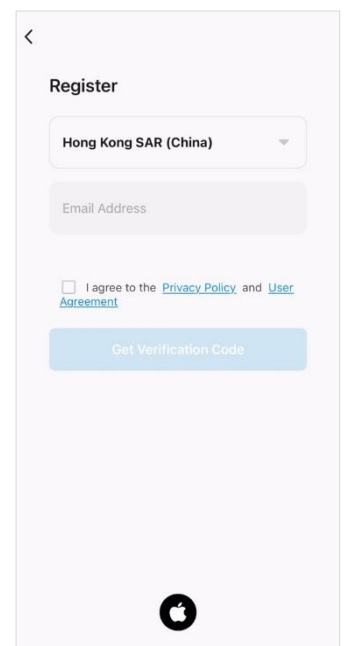 Register
Hong Kong SAR (China)
Email Address
I agree to the Privacy Policy and User
Agreement
Get Verification Code